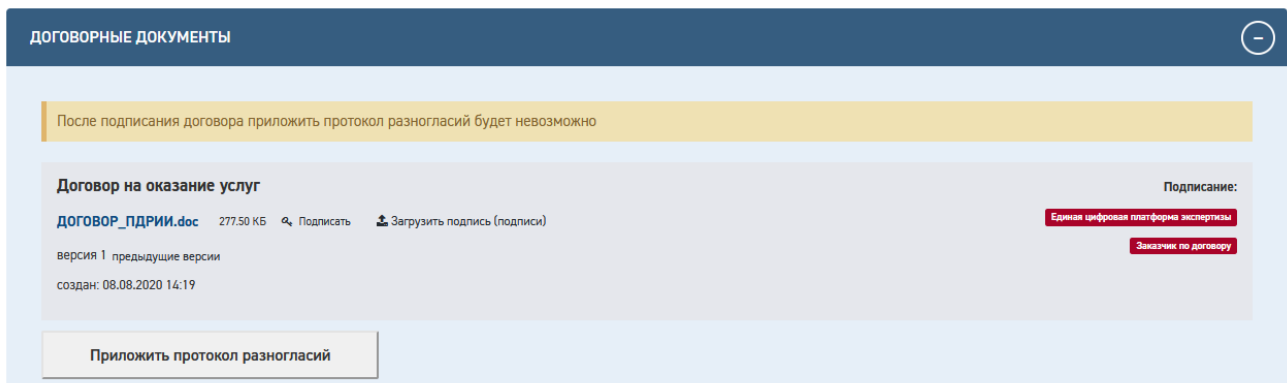 ДОГОВОРНЫЕ ДОКУМЕНТЫ
После подписания договора приложить протокол разногласий будет невозможно
Договор на оказание услуг
Подписание:
ДОГОВОР_ПДРИИ.doc 277.50 КБ Подписать Загрузить подпись (подписи)
Единая цифровая платформа экспертизы
Заказчик по договору
версия 1 предыдущие версии
создан: 08.08.2020 14:19
Приложить протокол разногласий